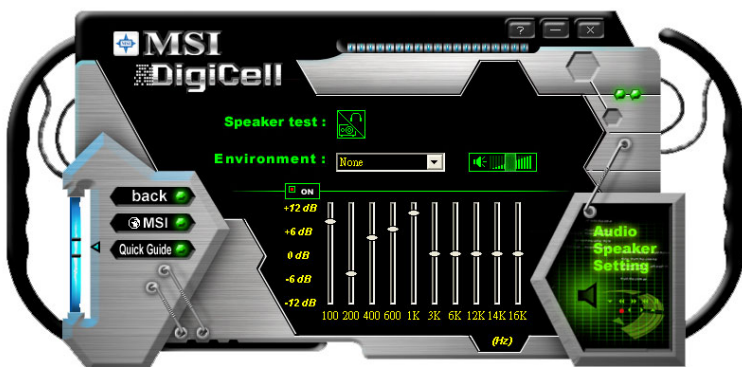 ? — X
MSI
DigiCell
Speaker test :
Environment : None
ON
back
MSI
Quick Guide
+12 dB
+6 dB
0 dB
-6 dB
-12 dB
100 200 400 600 1K 3K 6K 12K 14K 16K
(Hz)
Audio
Speaker
Setting